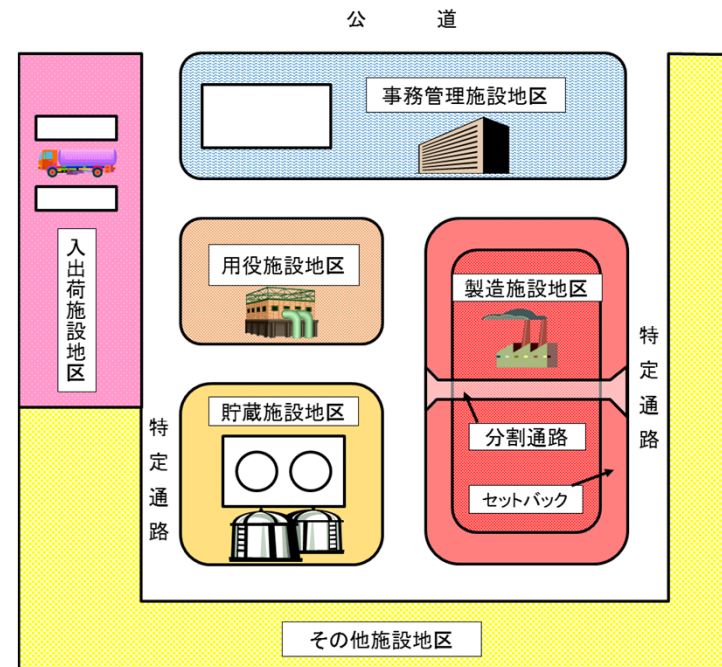 公 道
事務管理施設地区
入出荷施設地区
用役施設地区
製造施設地区
特定通路
貯蔵施設地区
分割通路
特定通路
セットバック
その他施設地区